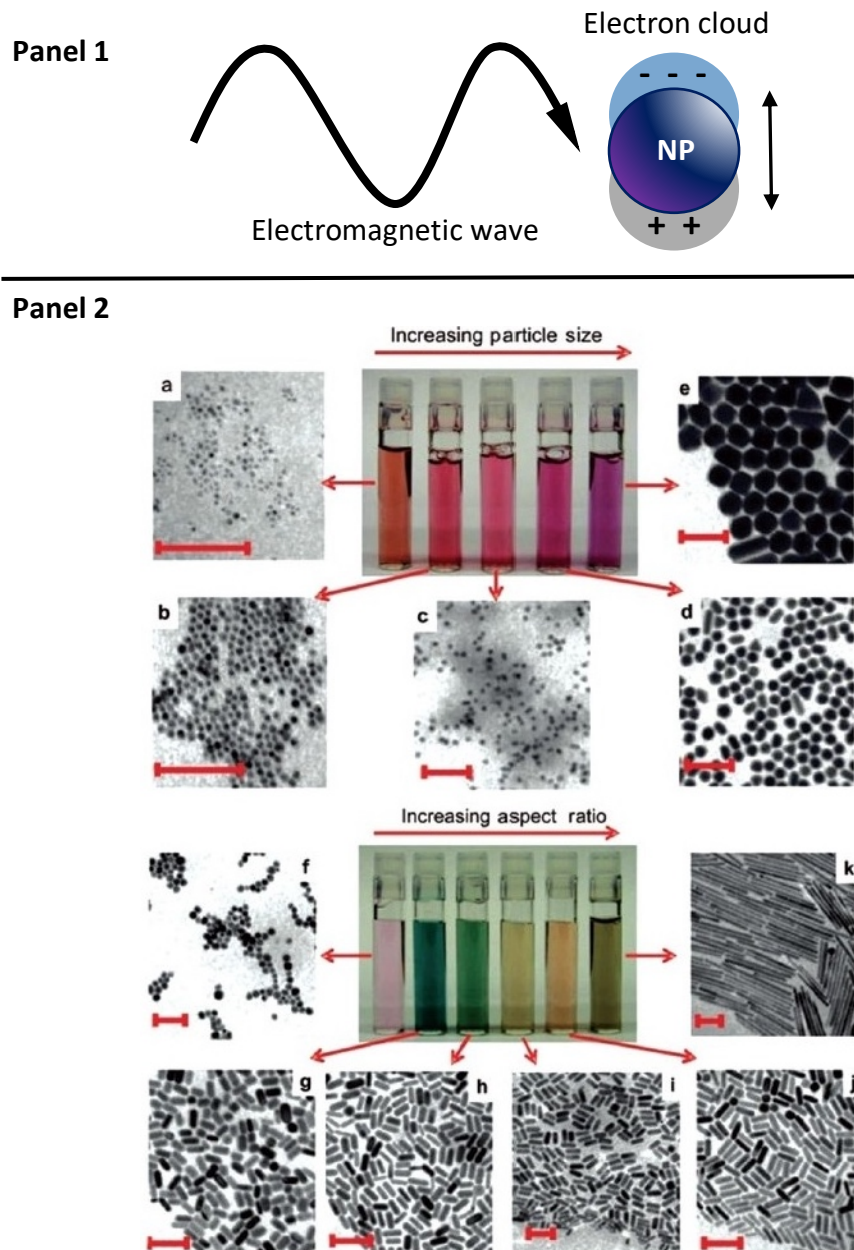 Panel 1
Electron cloud
- - -
NP
+ +
Electromagnetic wave
Panel 2
Increasing particle size
a
e
b
c
d
Increasing aspect ratio
f
k
g
h
i
j